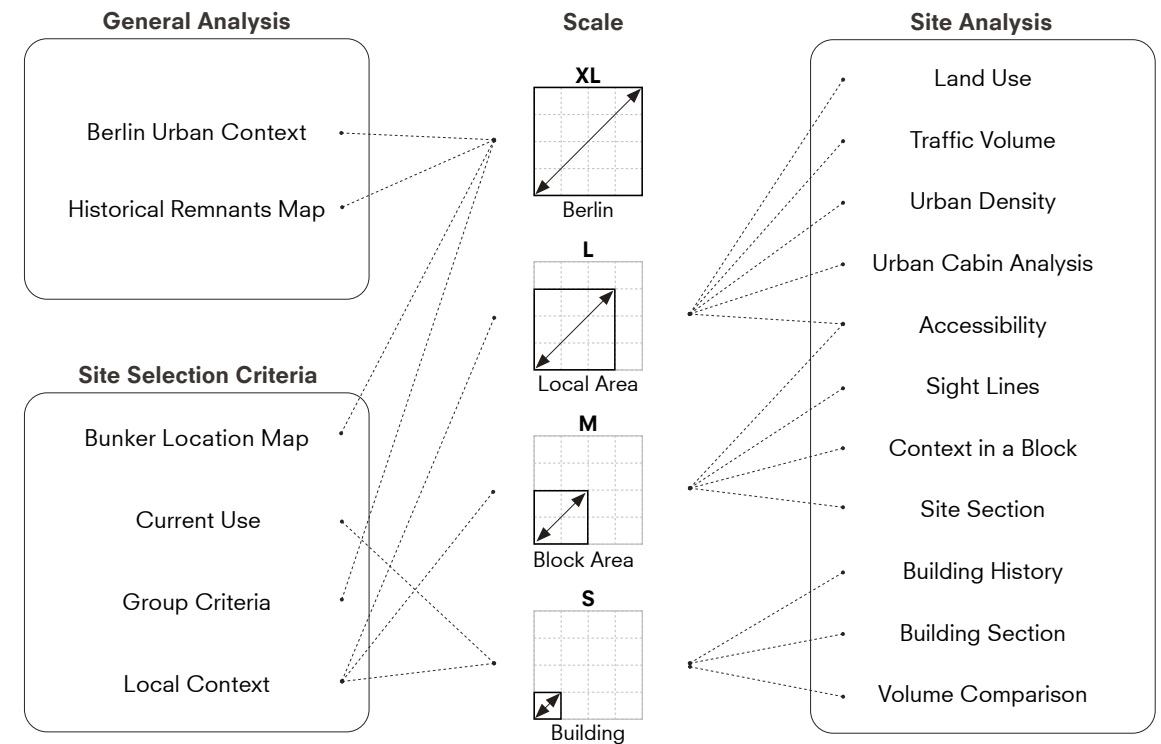 General Analysis
Berlin Urban Context
Historical Remnants Map
Site Selection Criteria
Bunker Location Map
Current Use
Group Criteria
Local Context
Scale
XL
Berlin
L
Local Area
M
Block Area
S
Building
Site Analysis
Land Use
Traffic Volume
Urban Density
Urban Cabin Analysis
Accessibility
Sight Lines
Context in a Block
Site Section
Building History
Building Section
Volume Comparison